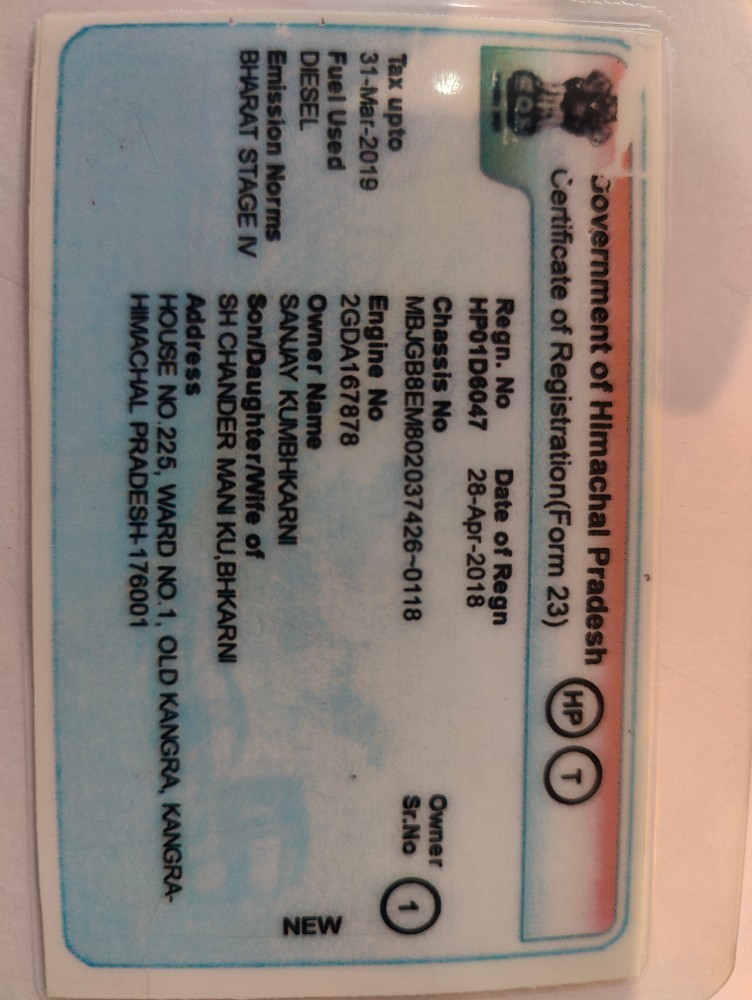 Government of Himachal Pradesh
Certificate of Registration(Form 23)
HP T
Regn. No Date of Regn
HP01D6047 28-Apr-2018
Chassis No
MBJGB8EM802037426~0118
Owner
Sr.No 1
Tax upto
31-Mar-2019
Engine No
2GDA167878
Fuel Used
DIESEL
Owner Name
SANJAY KUMBHKARNI
NEW
Emission Norms
BHARAT STAGE IV
Son/Daughter/Wife of
SH CHANDER MANI KU,BHKARNI
Address
HOUSE NO.225, WARD NO.1, OLD KANGRA, KANGRA-
HIMACHAL PRADESH-176001